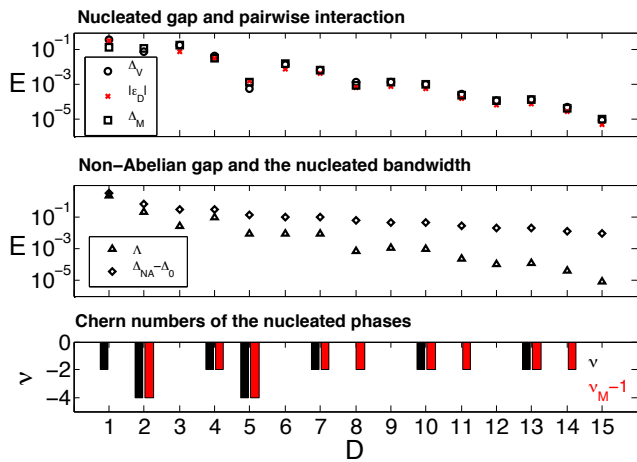 Nucleated gap and pairwise interaction
E
10⁻¹
10⁻³
10⁻⁵
Δ_V
|ε_D|
Δ_M
Non−Abelian gap and the nucleated bandwidth
E
10⁻¹
10⁻³
10⁻⁵
Λ
Δ_NA−Δ_0
Chern numbers of the nucleated phases
ν
0
−2
−4
ν
ν_M−1
1 2 3 4 5 6 7 8 9 10 11 12 13 14 15
D